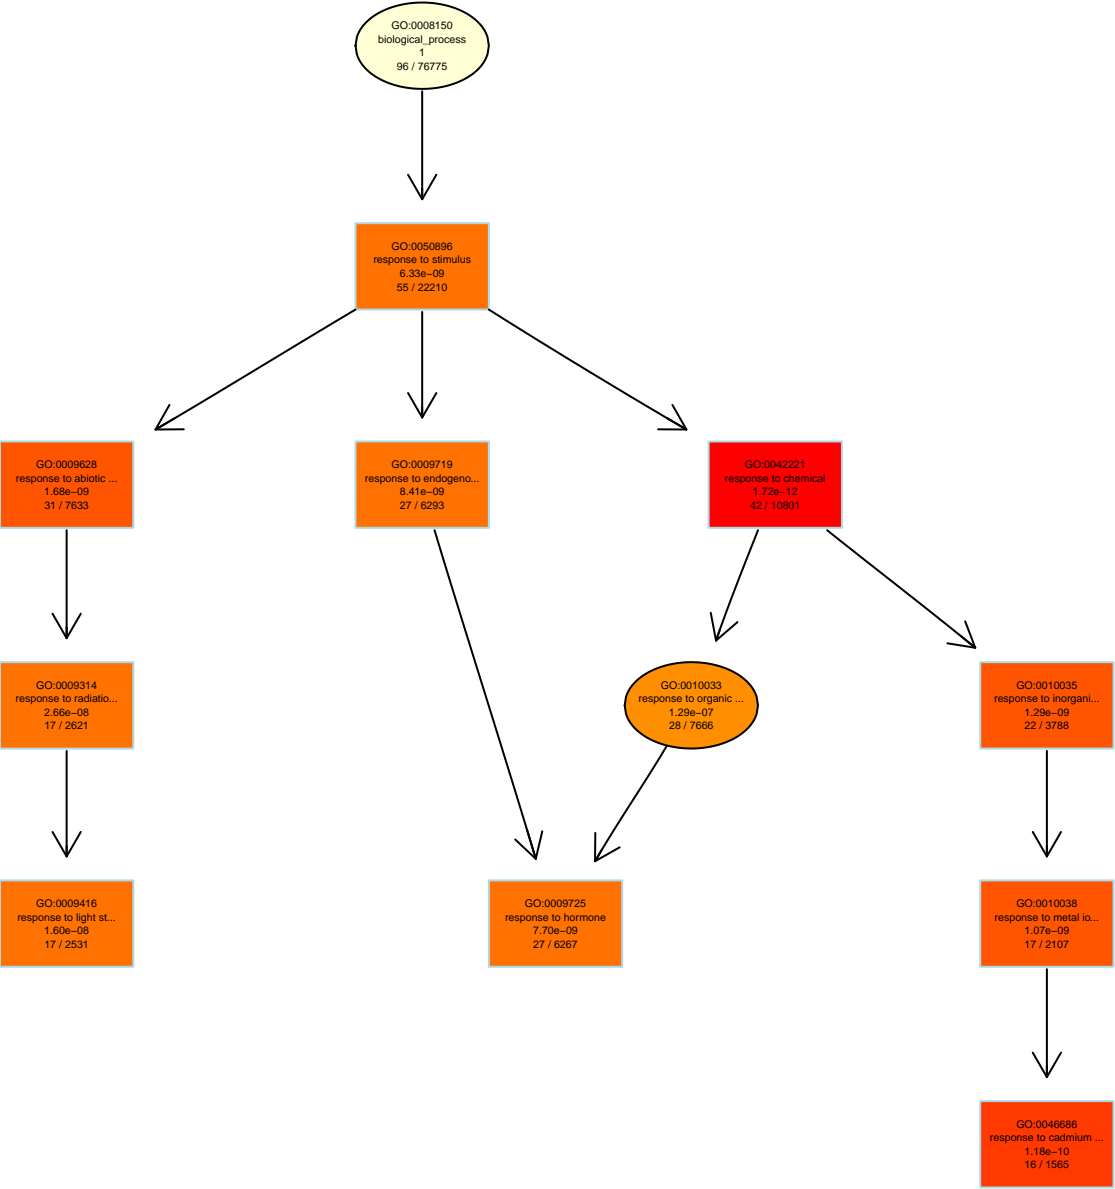 GO:0008150
biological_process
1
96 / 76775
GO:0050896
response to stimulus
6.33e−09
55 / 22210
GO:0009628
response to abiotic ...
1.68e−09
31 / 7633
GO:0009719
response to endogeno...
8.41e−09
27 / 6293
GO:0042221
response to chemical
1.72e−12
42 / 10801
GO:0009314
response to radiatio...
2.66e−08
17 / 2621
GO:0010033
response to organic ...
1.29e−07
28 / 7666
GO:0010035
response to inorgani...
1.29e−09
22 / 3788
GO:0009416
response to light st...
1.60e−08
17 / 2531
GO:0009725
response to hormone
7.70e−09
27 / 6267
GO:0010038
response to metal io...
1.07e−09
17 / 2107
GO:0046686
response to cadmium ...
1.18e−10
16 / 1565